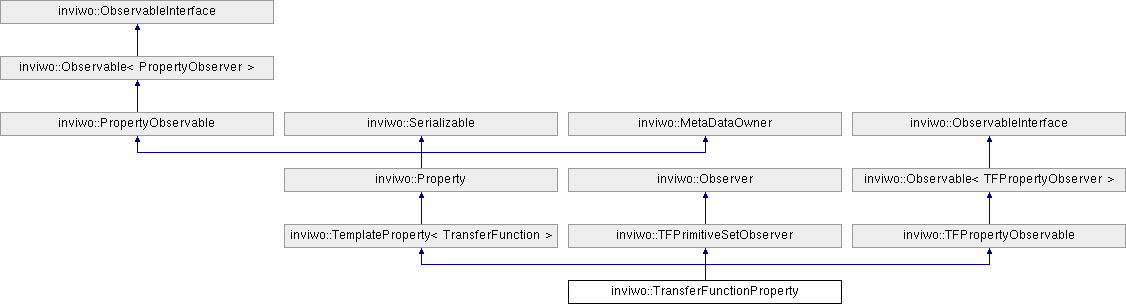 inviwo::ObservableInterface
inviwo::Observable< PropertyObserver >
inviwo::PropertyObservable
inviwo::Serializable
inviwo::MetaDataOwner
inviwo::ObservableInterface
inviwo::Property
inviwo::Observer
inviwo::Observable< TFPropertyObserver >
inviwo::TemplateProperty< TransferFunction >
inviwo::TFPrimitiveSetObserver
inviwo::TFPropertyObservable
inviwo::TransferFunctionProperty